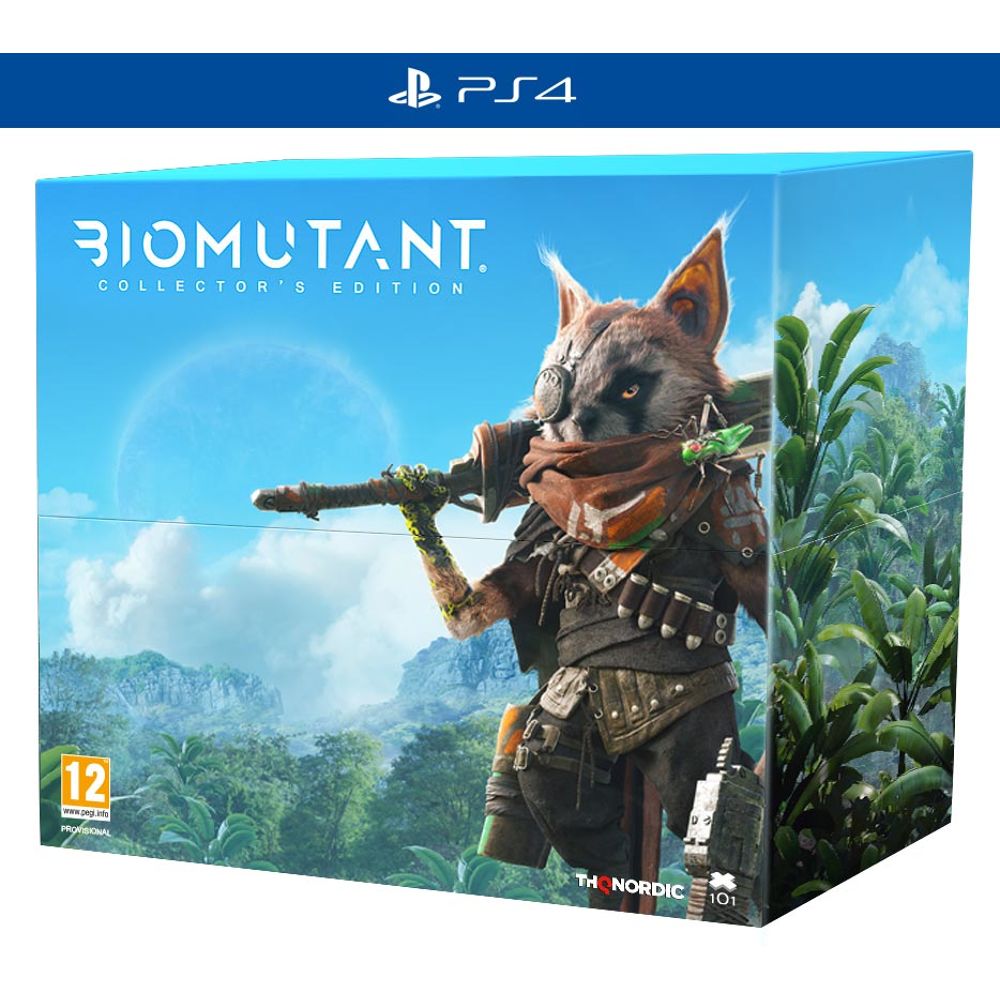 PS4
BIOMUTANT®
COLLECTOR'S EDITION
12
www.pegi.info
PROVISIONAL
THQNORDIC
101